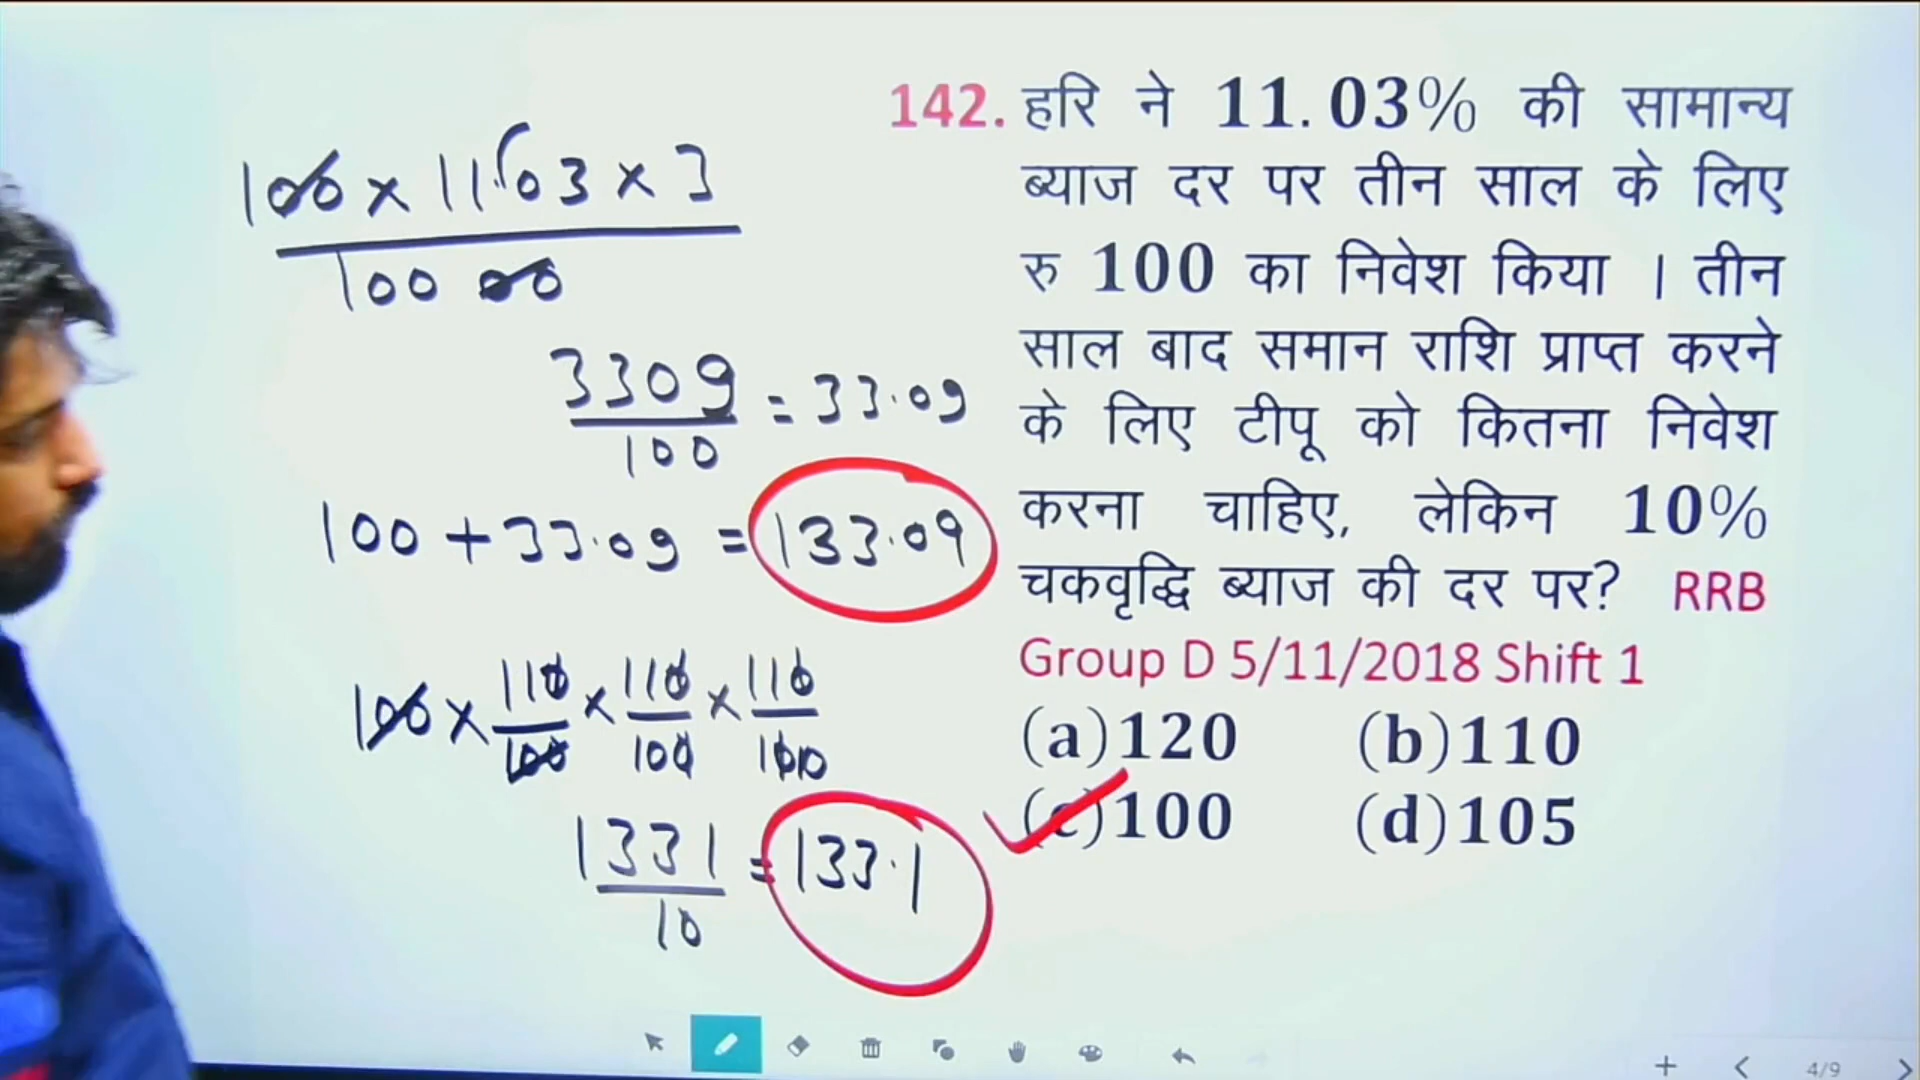 142. हरि ने 11.03% की सामान्य
ब्याज दर पर तीन साल के लिए
रु 100 का निवेश किया । तीन
साल बाद समान राशि प्राप्त करने
के लिए टीपू को कितना निवेश
करना चाहिए, लेकिन 10%
चकवृद्धि ब्याज की दर पर? RRB
Group D 5/11/2018 Shift 1
(a)120 (b)110
(c)100 (d)105
100 × 11.03 × 3
100 00
3309
100
= 33.09
100 + 33.09 = 133.09
100 × 110/100 × 110/100 × 110/100
1331
10
= 133.1
4/9